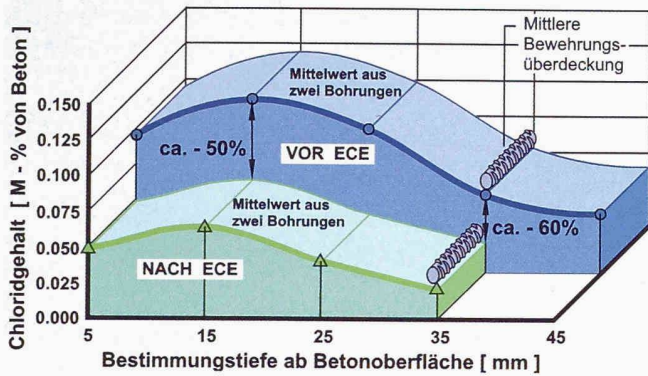 Mittlere
Bewehrungs-
überdeckung
Mittelwert aus
zwei Bohrungen
ca. - 50%
VOR ECE
Mittelwert aus
zwei Bohrungen
ca. - 60%
NACH ECE
Chloridgehalt [ M - % von Beton ]
0.150
0.125
0.100
0.075
0.050
0.025
0.000
5
15
25
35
45
Bestimmungstiefe ab Betonoberfläche [ mm ]